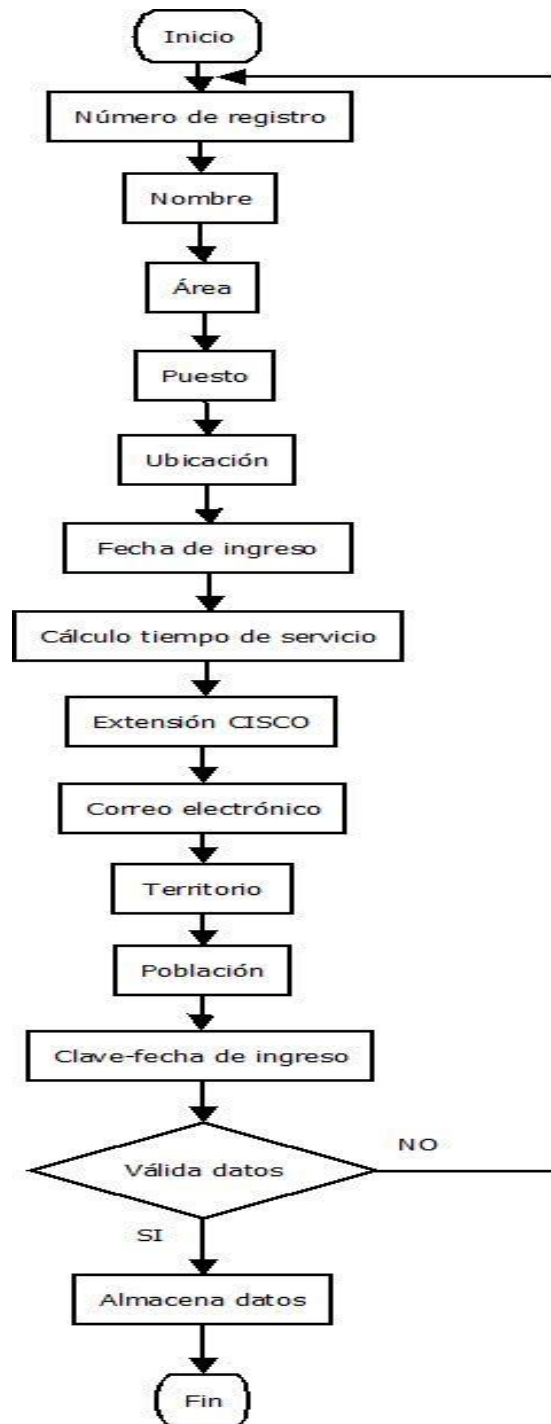 Inicio
Número de registro
Nombre
Área
Puesto
Ubicación
Fecha de ingreso
Cálculo tiempo de servicio
Extensión CISCO
Correo electrónico
Territorio
Población
Clave-fecha de ingreso
Válida datos
NO
SI
Almacena datos
Fin